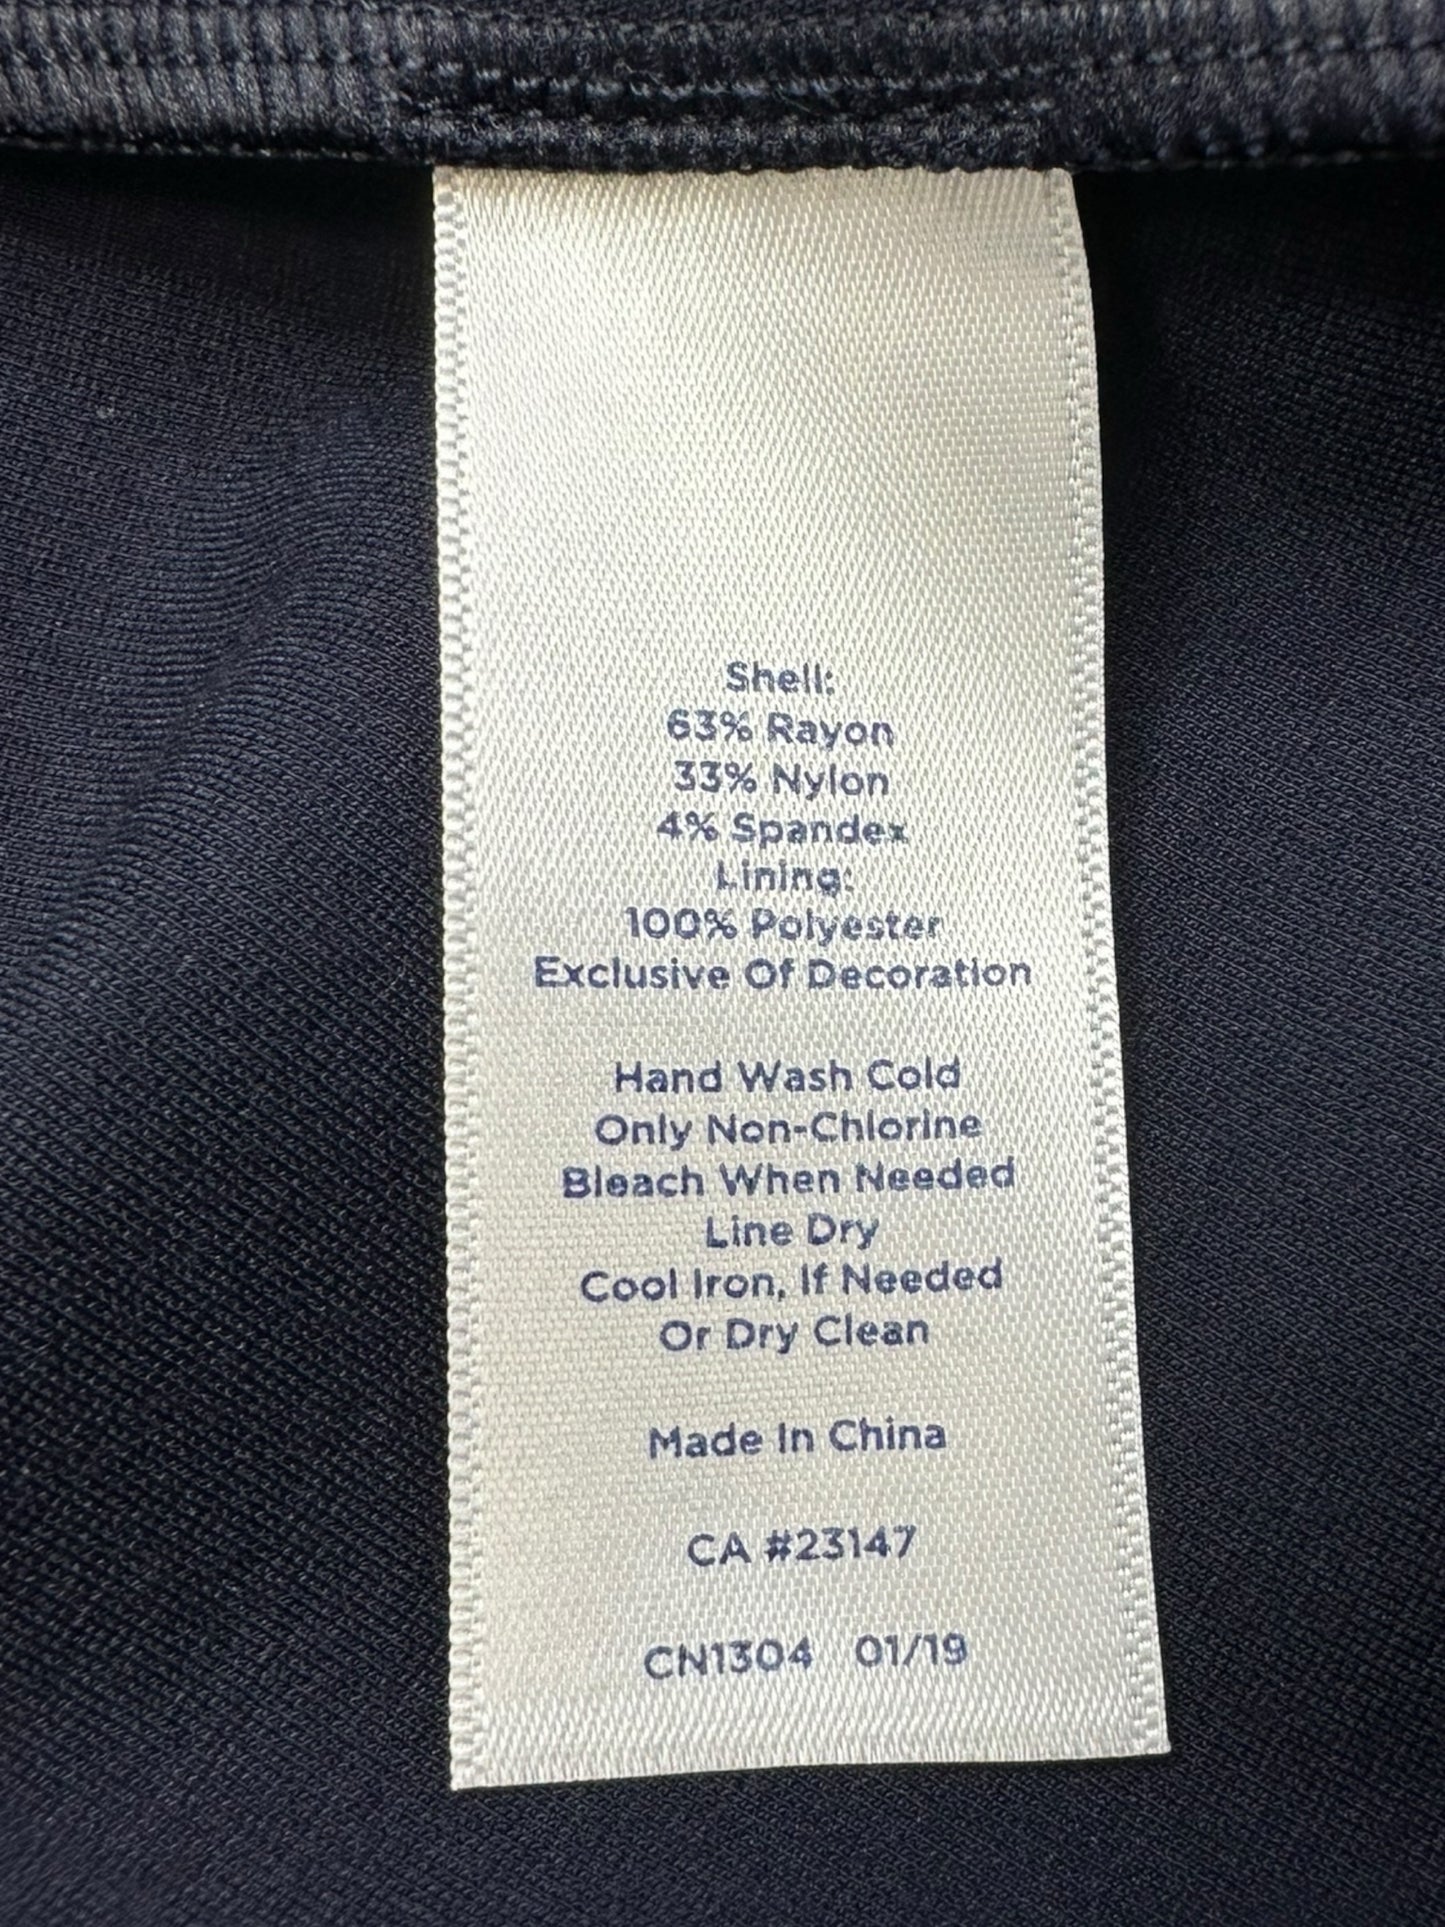 Shell:
63% Rayon
33% Nylon
4% Spandex
Lining:
100% Polyester
Exclusive Of Decoration
Hand Wash Cold
Only Non-Chlorine
Bleach When Needed
Line Dry
Cool Iron, If Needed
Or Dry Clean
Made In China
CA #23147
CN1304 01/19